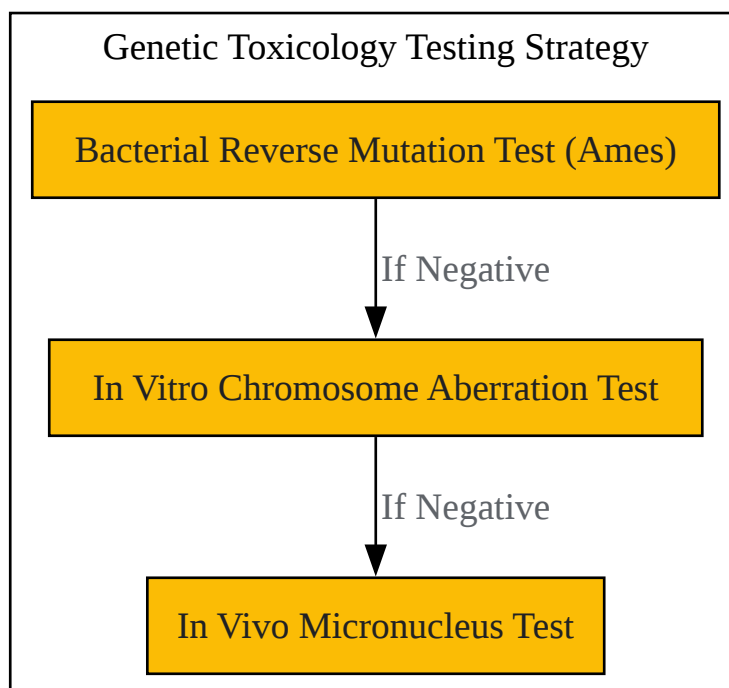 Genetic Toxicology Testing Strategy
Bacterial Reverse Mutation Test (Ames)
If Negative
In Vitro Chromosome Aberration Test
If Negative
In Vivo Micronucleus Test